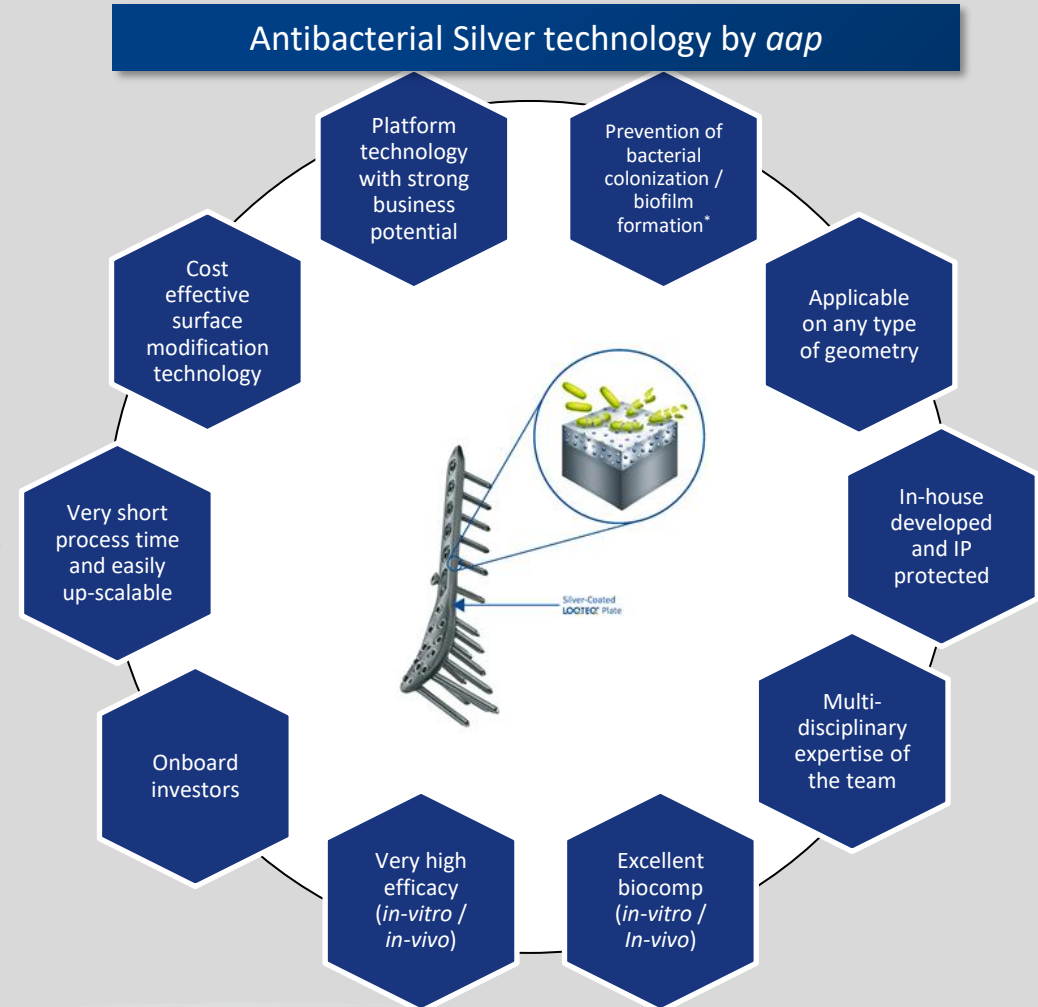 Antibacterial Silver technology by aap
Platform
technology
with strong
business
potential
Prevention of
bacterial
colonization /
biofilm
formation*
Applicable
on any type
of geometry
In-house
developed
and IP
protected
Multi-
disciplinary
expertise of
the team
Excellent
biocomp
(in-vitro /
In-vivo)
Very high
efficacy
(in-vitro /
in-vivo)
Onboard
investors
Very short
process time
and easily
up-scalable
Cost
effective
surface
modification
technology
Silver-Coated
LOQTEQ® Plate